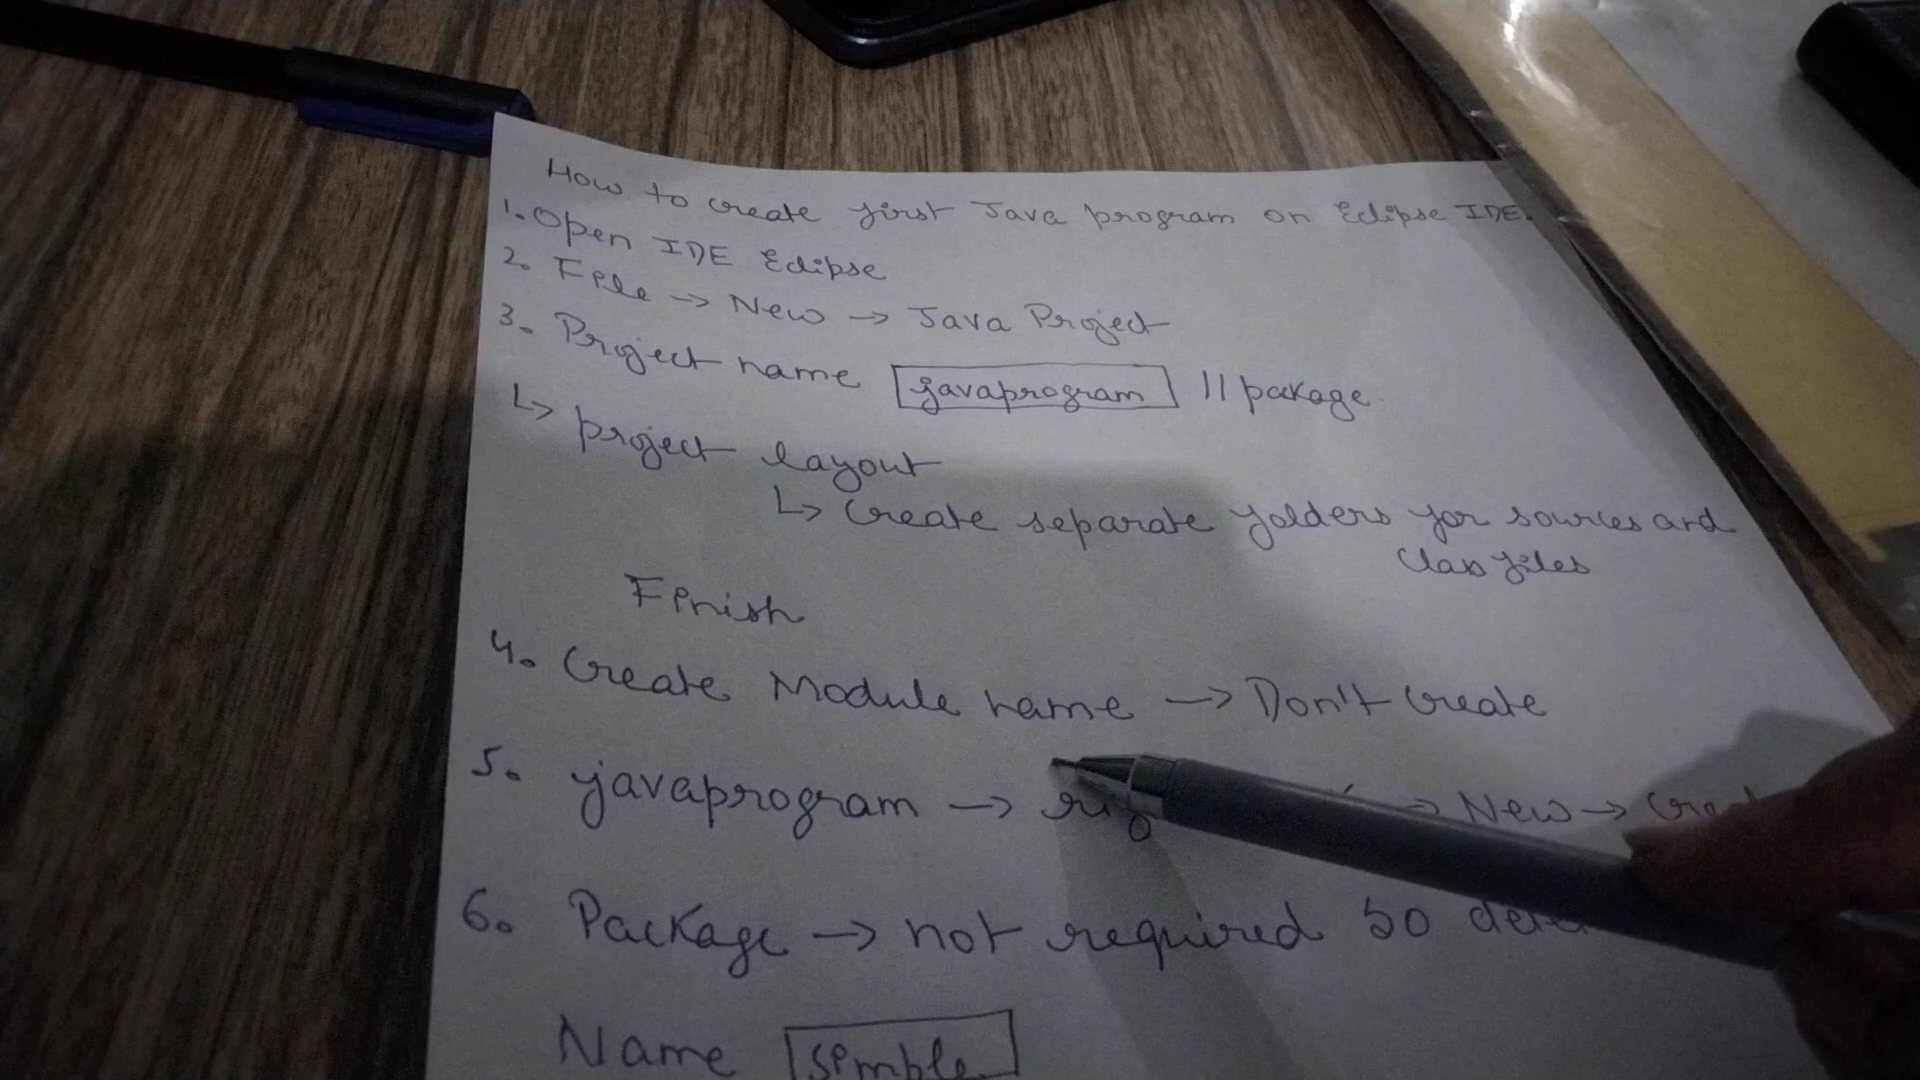 How to create first Java program on Eclipse IDE.
1. Open IDE Eclipse
2. File → New → Java Project
3. Project name javaprogram // package
↳ project layout
↳ Create separate folders for sources and
class files
Finish
4. Create Module name → Don't create
5. javaprogram → → New →
6. Package → not required so
Name simple